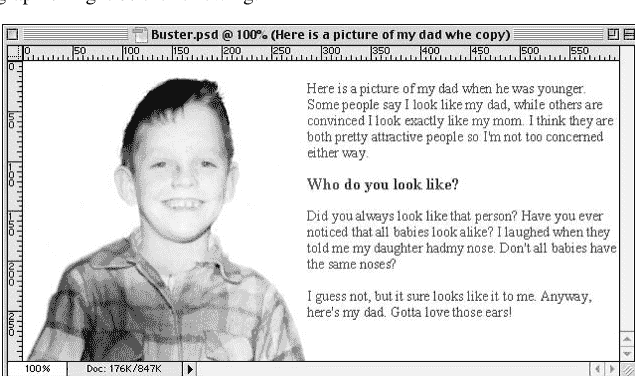 Buster.psd @ 100% (Here is a picture of my dad whe copy)
0 50 100 150 200 250 300 350 400 450 500 550
0
50
100
150
200
250
Here is a picture of my dad when he was younger.
Some people say I look like my dad, while others are
convinced I look exactly like my mom. I think they are
both pretty attractive people so I'm not too concerned
either way.
Who do you look like?
Did you always look like that person? Have you ever
noticed that all babies look alike? I laughed when they
told me my daughter hadmy nose. Don't all babies have
the same noses?
I guess not, but it sure looks like it to me. Anyway,
here's my dad. Gotta love those ears!
100% Doc: 176K/847K